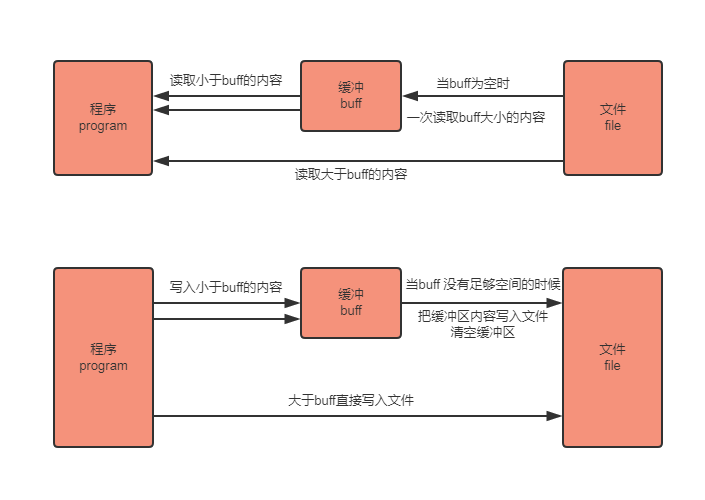 读取小于buff的内容
缓冲
buff
当buff为空时
一次读取buff大小的内容
程序
program
文件
file
读取大于buff的内容
写入小于buff的内容
缓冲
buff
当buff 没有足够空间的时候
把缓冲区内容写入文件
清空缓冲区
程序
program
文件
file
大于buff直接写入文件